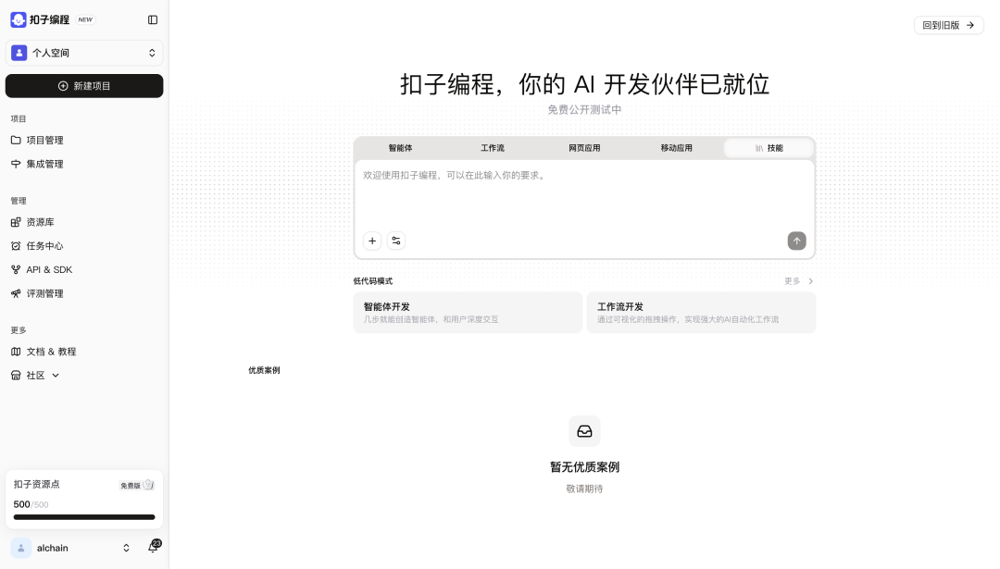 扣子编程 NEW
个人空间
新建项目
项目
项目管理
集成管理
管理
资源库
任务中心
API & SDK
评测管理
更多
文档 & 教程
社区
扣子资源点 免费版
500/500
alchain 23
回到旧版
扣子编程，你的 AI 开发伙伴已就位
免费公开测试中
智能体 工作流 网页应用 移动应用 技能
欢迎使用扣子编程，可以在此输入你的要求。
低代码模式 更多
智能体开发
几步就能创造智能体，和用户深度交互
工作流开发
通过可视化的拖拽操作，实现强大的AI自动化工作流
优质案例
暂无优质案例
敬请期待